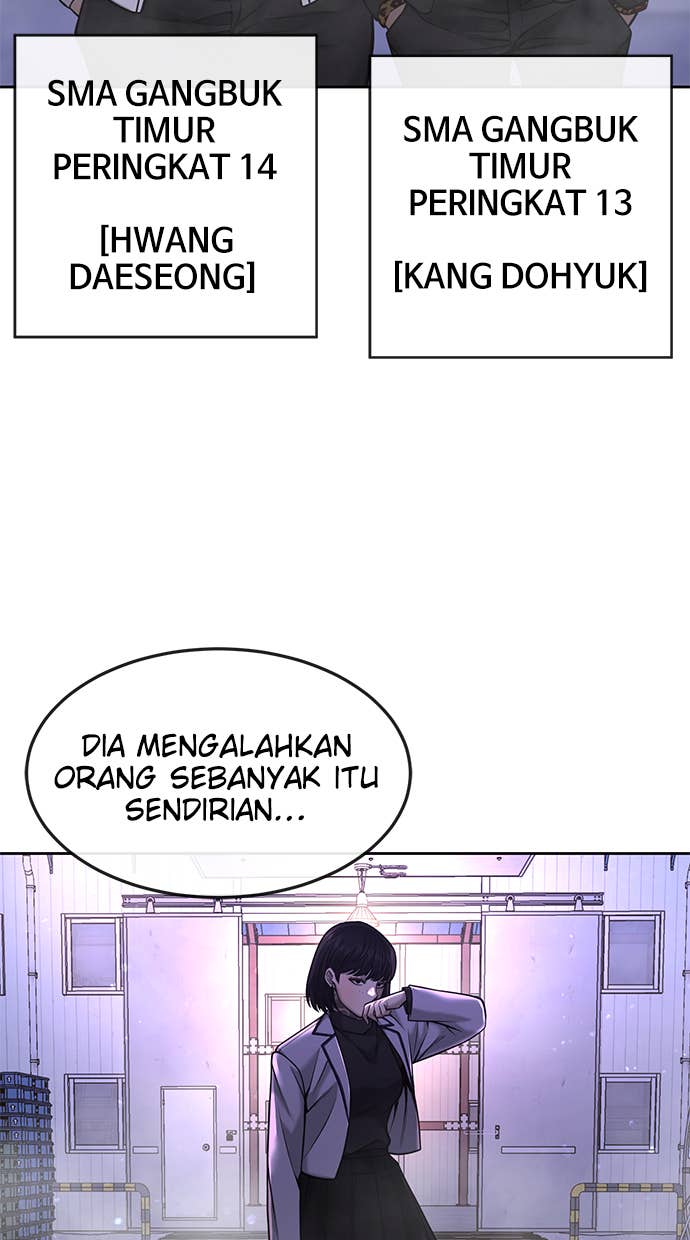 SMA GANGBUK
TIMUR
PERINGKAT 14
[HWANG
DAESEONG]
SMA GANGBUK
TIMUR
PERINGKAT 13
[KANG DOHYUK]
DIA MENGALAHKAN
ORANG SEBANYAK ITU
SENDIRIAN...